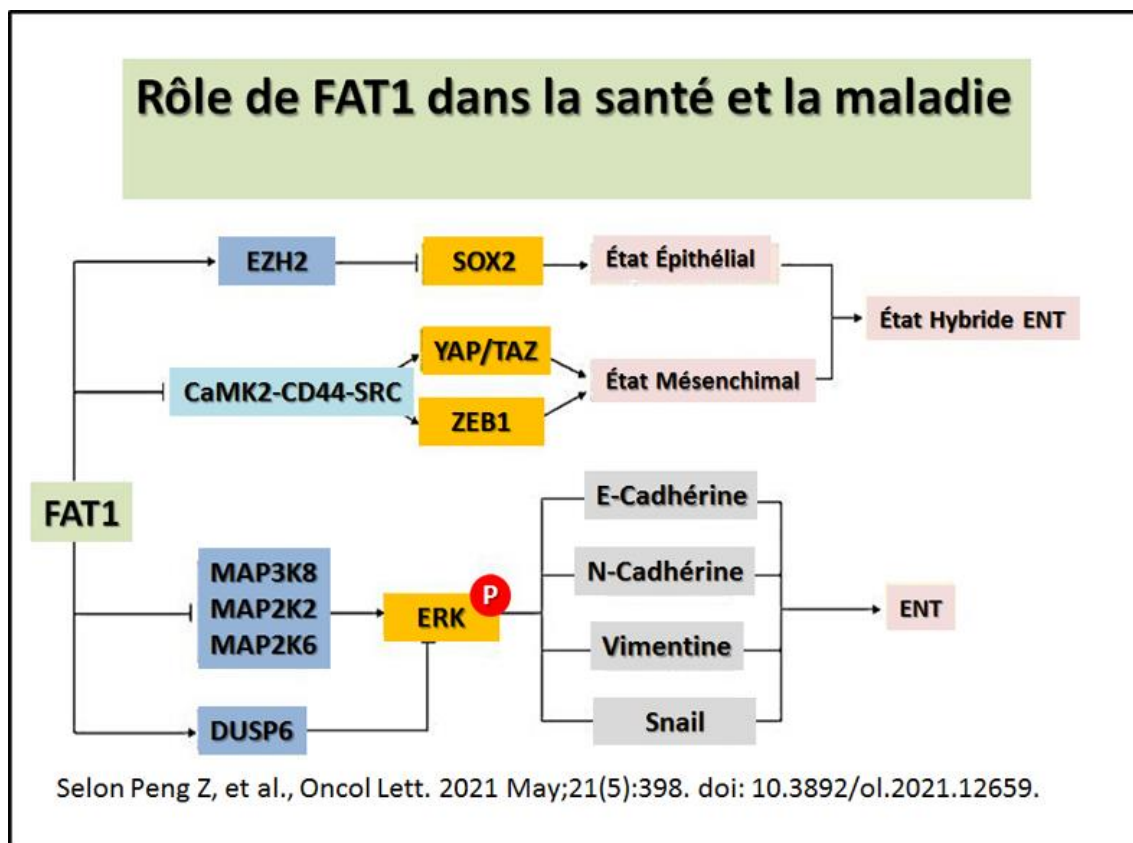 Rôle de FAT1 dans la santé et la maladie
EZH2
SOX2
État Épithélial
État Hybride ENT
YAP/TAZ
CaMK2-CD44-SRC
État Mésenchimal
ZEB1
FAT1
E-Cadhérine
MAP3K8
MAP2K2
MAP2K6
N-Cadhérine
P
ERK
ENT
Vimentine
DUSP6
Snail
Selon Peng Z, et al., Oncol Lett. 2021 May;21(5):398. doi: 10.3892/ol.2021.12659.